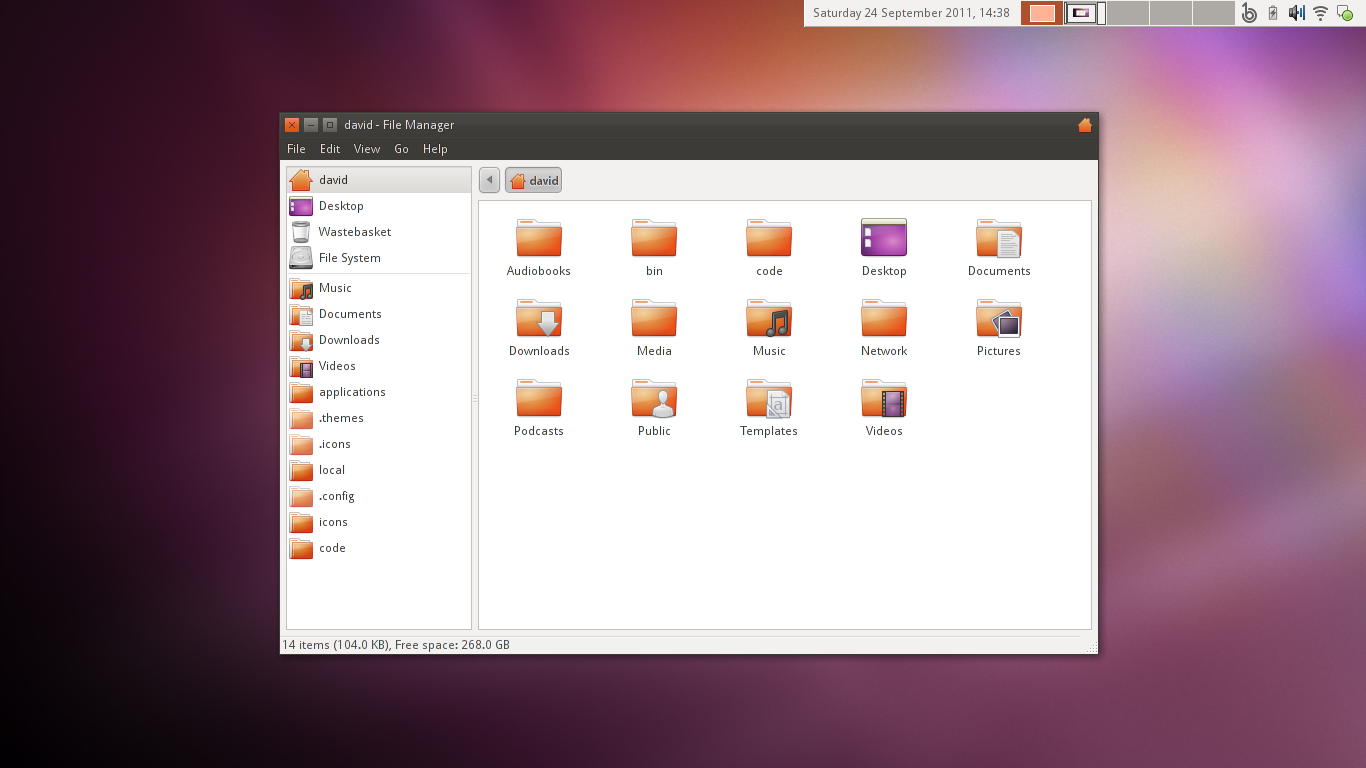 Saturday 24 September 2011, 14:38
david - File Manager
File Edit View Go Help
david
Desktop
Wastebasket
File System
Music
Documents
Downloads
Videos
applications
.themes
.icons
local
.config
icons
code
david
Audiobooks bin code Desktop Documents
Downloads Media Music Network Pictures
Podcasts Public Templates Videos
14 items (104.0 KB), Free space: 268.0 GB